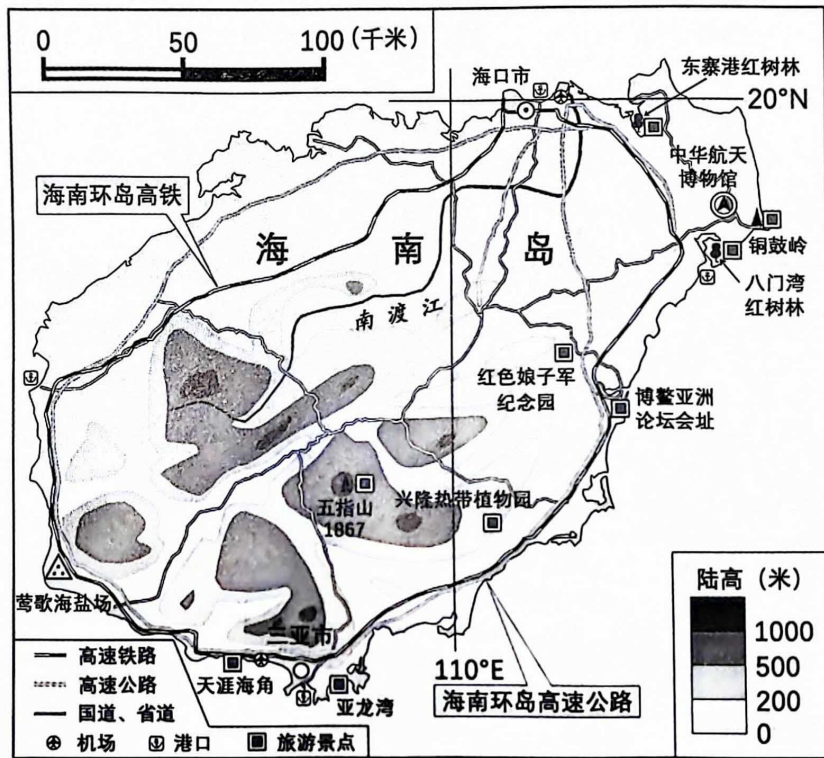 0 50 100 (千米)
海口市
东寨港红树林
20°N
中华航天
博物馆
海南环岛高铁
海 南 岛
铜鼓岭
八门湾
红树林
南渡江
红色娘子军
纪念园
博鳌亚洲
论坛会址
五指山
1867
兴隆热带植物园
莺歌海盐场
三亚市
天涯海角
亚龙湾
110°E
海南环岛高速公路
陆高（米）
1000
500
200
0
高速铁路
高速公路
国道、省道
机场 港口 旅游景点